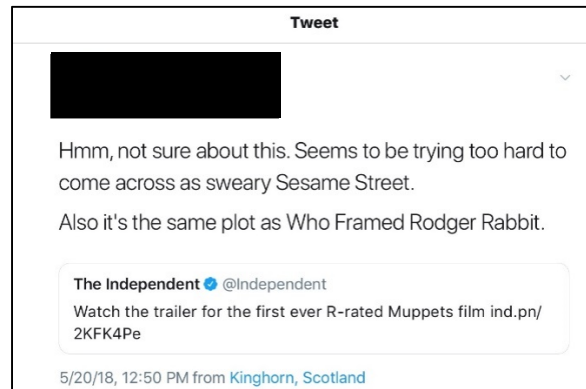 Tweet
Hmm, not sure about this. Seems to be trying too hard to
come across as sweary Sesame Street.
Also it's the same plot as Who Framed Rodger Rabbit.
The Independent @Independent
Watch the trailer for the first ever R-rated Muppets film ind.pn/
2KFK4Pe
5/20/18, 12:50 PM from Kinghorn, Scotland